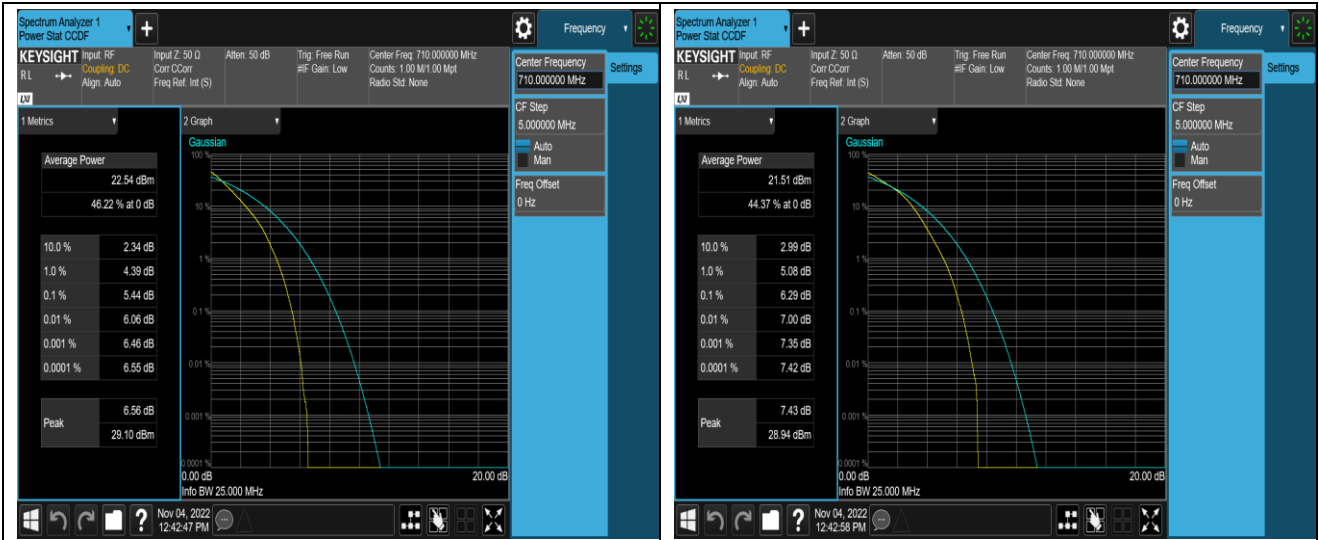 Spectrum Analyzer 1
Power Stat CCDF
+
Frequency
KEYSIGHT
Input: RF
Input Z: 50 Ω
Atten: 50 dB
Trig: Free Run
Center Freq: 710.000000 MHz
RL
Coupling: DC
Corr CCorr
#IF Gain: Low
Counts: 1.00 M/1.00 Mpt
Align: Auto
Freq Ref: Int (S)
Radio Std: None
LXI
Center Frequency
710.000000 MHz
Settings
CF Step
5.000000 MHz
Auto
Man
Freq Offset
0 Hz
1 Metrics
2 Graph
Average Power
22.54 dBm
46.22 % at 0 dB
10.0 % 2.34 dB
1.0 % 4.39 dB
0.1 % 5.44 dB
0.01 % 6.06 dB
0.001 % 6.46 dB
0.0001 % 6.55 dB
Peak
6.56 dB
29.10 dBm
Gaussian
100 %
10 %
1 %
0.1 %
0.01 %
0.001 %
0.0001 %
0.00 dB
20.00 dB
Info BW 25.000 MHz
?
Nov 04, 2022
12:42:47 PM
Spectrum Analyzer 1
Power Stat CCDF
+
Frequency
KEYSIGHT
Input: RF
Input Z: 50 Ω
Atten: 50 dB
Trig: Free Run
Center Freq: 710.000000 MHz
RL
Coupling: DC
Corr CCorr
#IF Gain: Low
Counts: 1.00 M/1.00 Mpt
Align: Auto
Freq Ref: Int (S)
Radio Std: None
LXI
Center Frequency
710.000000 MHz
Settings
CF Step
5.000000 MHz
Auto
Man
Freq Offset
0 Hz
1 Metrics
2 Graph
Average Power
21.51 dBm
44.37 % at 0 dB
10.0 % 2.99 dB
1.0 % 5.08 dB
0.1 % 6.29 dB
0.01 % 7.00 dB
0.001 % 7.35 dB
0.0001 % 7.42 dB
Peak
7.43 dB
28.94 dBm
Gaussian
100 %
10 %
1 %
0.1 %
0.01 %
0.001 %
0.0001 %
0.00 dB
20.00 dB
Info BW 25.000 MHz
?
Nov 04, 2022
12:42:58 PM